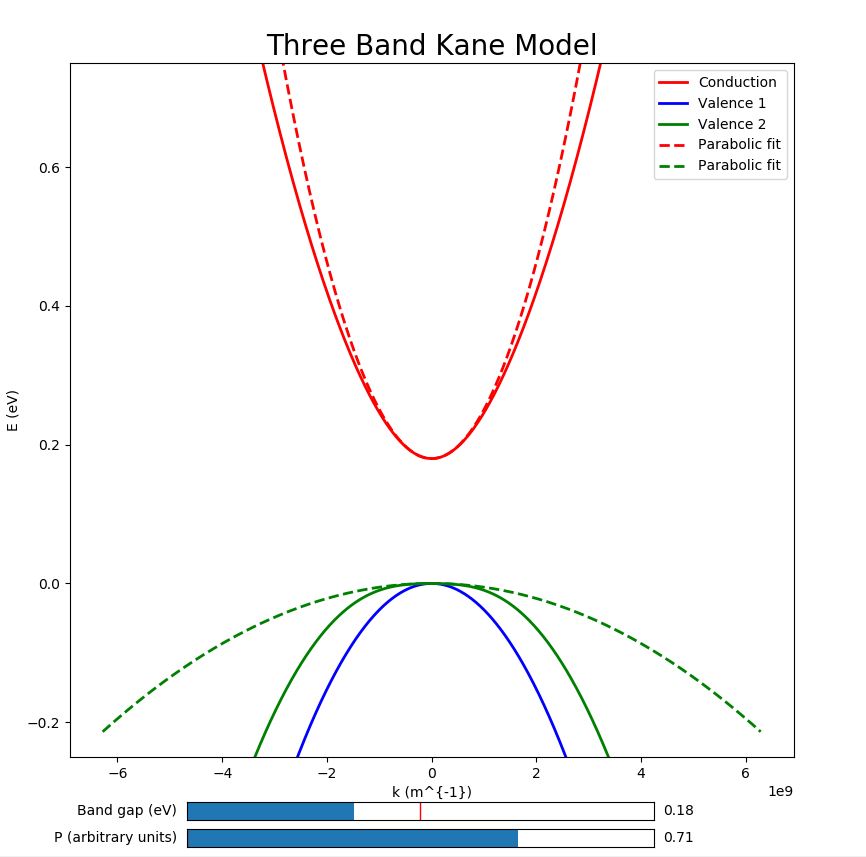 Three Band Kane Model
Conduction
Valence 1
Valence 2
Parabolic fit
Parabolic fit
0.6
0.4
0.2
0.0
−0.2
E (eV)
−6 −4 −2 0 2 4 6
k (m^{-1})
1e9
Band gap (eV) 0.18
P (arbitrary units) 0.71